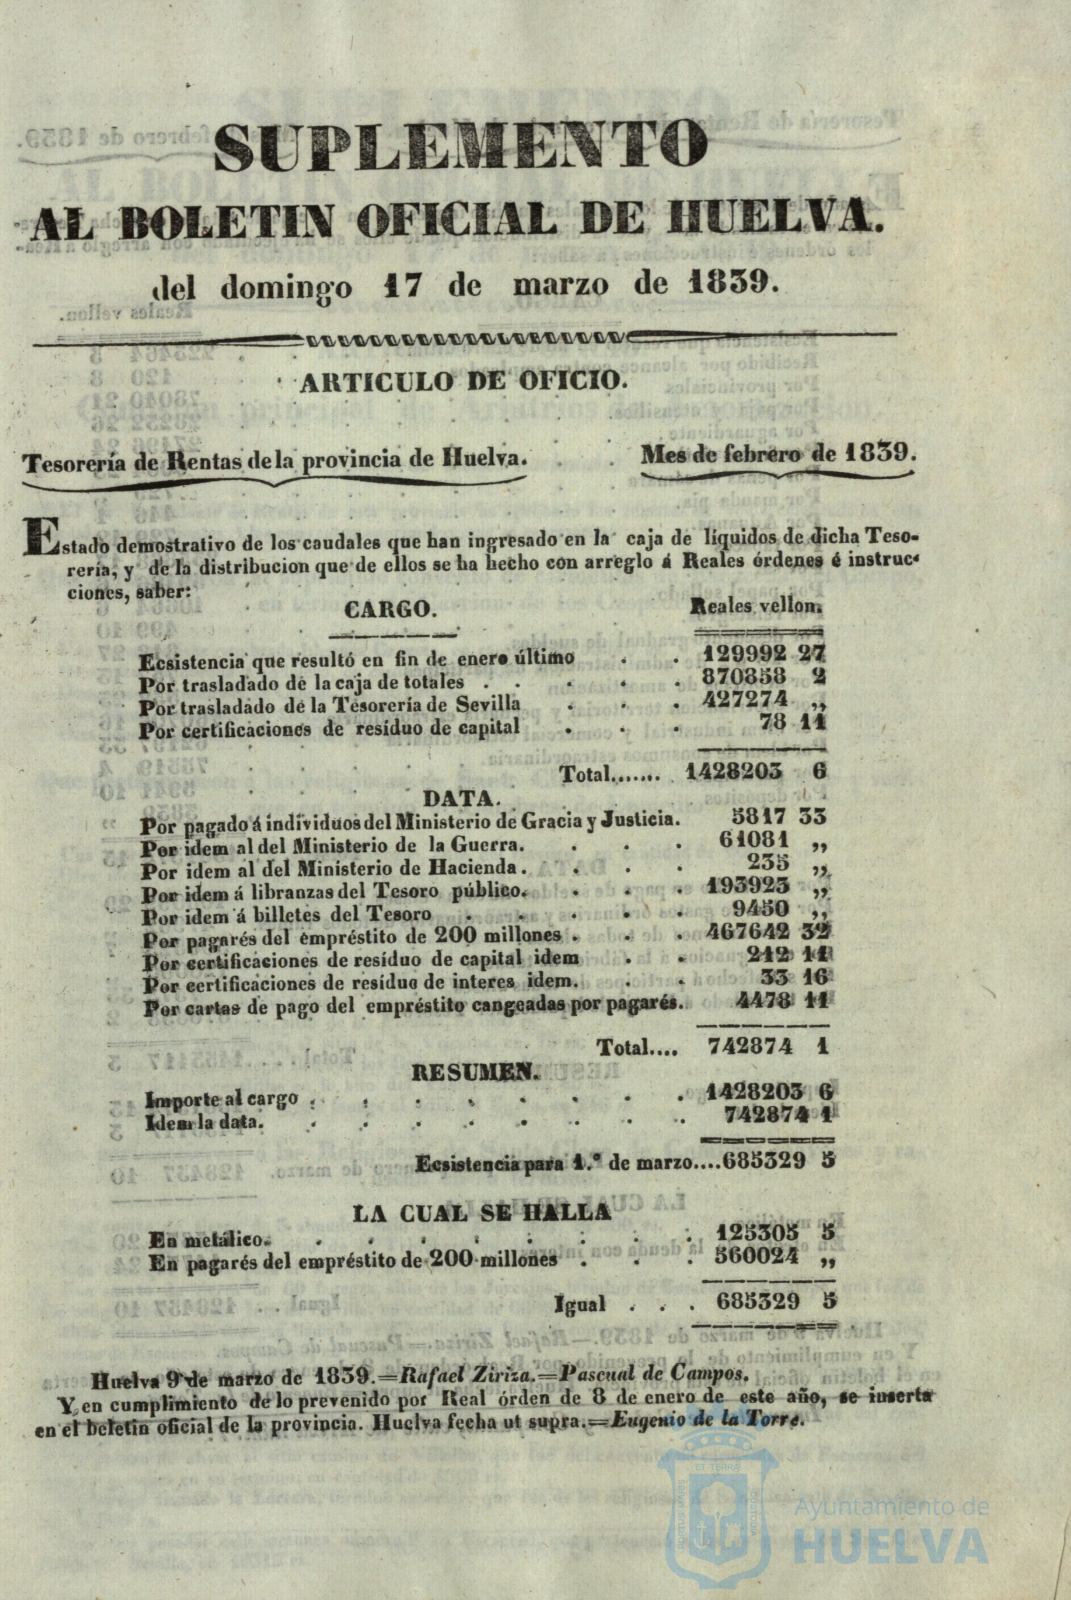 SUPLEMENTO
AL BOLETIN OFICIAL DE HUELVA.
del domingo 17 de marzo de 1839.
ARTICULO DE OFICIO.
Tesorería de Rentas de la provincia de Huelva. Mes de febrero de 1839.
Estado demostrativo de los caudales que han ingresado en la caja de líquidos de dicha Teso-
rería, y de la distribucion que de ellos se ha hecho con arreglo á Reales órdenes é instruc-
ciones, saber:
CARGO. Reales vellon.
Ecsistencia que resultó en fin de enero último . . 129992 27
Por trasladado de la caja de totales . . . . . 870858 2
Por trasladado de la Tesorería de Sevilla . . . 427274 ,,
Por certificaciones de resíduo de capital . . . 78 11
Total....... 1428203 6
DATA.
Por pagado á individuos del Ministerio de Gracia y Justicia. 5817 33
Por idem al del Ministerio de la Guerra. . . . 61081 ,,
Por idem al del Ministerio de Hacienda. . . . 235 ,,
Por idem á libranzas del Tesoro público. . . . 193923 ,,
Por idem á billetes del Tesoro . . . . . 9450 ,,
Por pagarés del empréstito de 200 millones . . . 467642 32
Por certificaciones de resíduo de capital idem . . 212 11
Por certificaciones de resíduo de interes idem. . . 33 16
Por cartas de pago del empréstito cangeadas por pagarés. 4478 11
Total.... 742874 1
RESUMEN.
Importe al cargo . . . . . . . . 1428203 6
Idem la data. . . . . . . . . 742874 1
Ecsistencia para 1.º de marzo....685329 5
LA CUAL SE HALLA
En metálico. . . . . . . . . 125305 5
En pagarés del empréstito de 200 millones . . . 560024 ,,
Igual . . . 685329 5
Huelva 9 de marzo de 1839.=Rafael Ziriza.=Pascual de Campos.
Y en cumplimiento de lo prevenido por Real órden de 8 de enero de este año, se inserta
en el beletin oficial de la provincia. Huelva fecha ut supra.=Eugenio de la Torre.
Ayuntamiento de
HUELVA